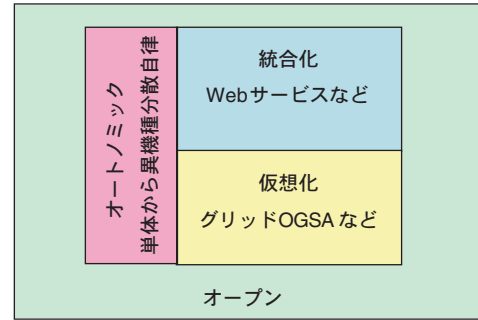 オートノミック
単体から異機種分散自律
統合化
Webサービスなど
仮想化
グリッドOGSA など
オープン